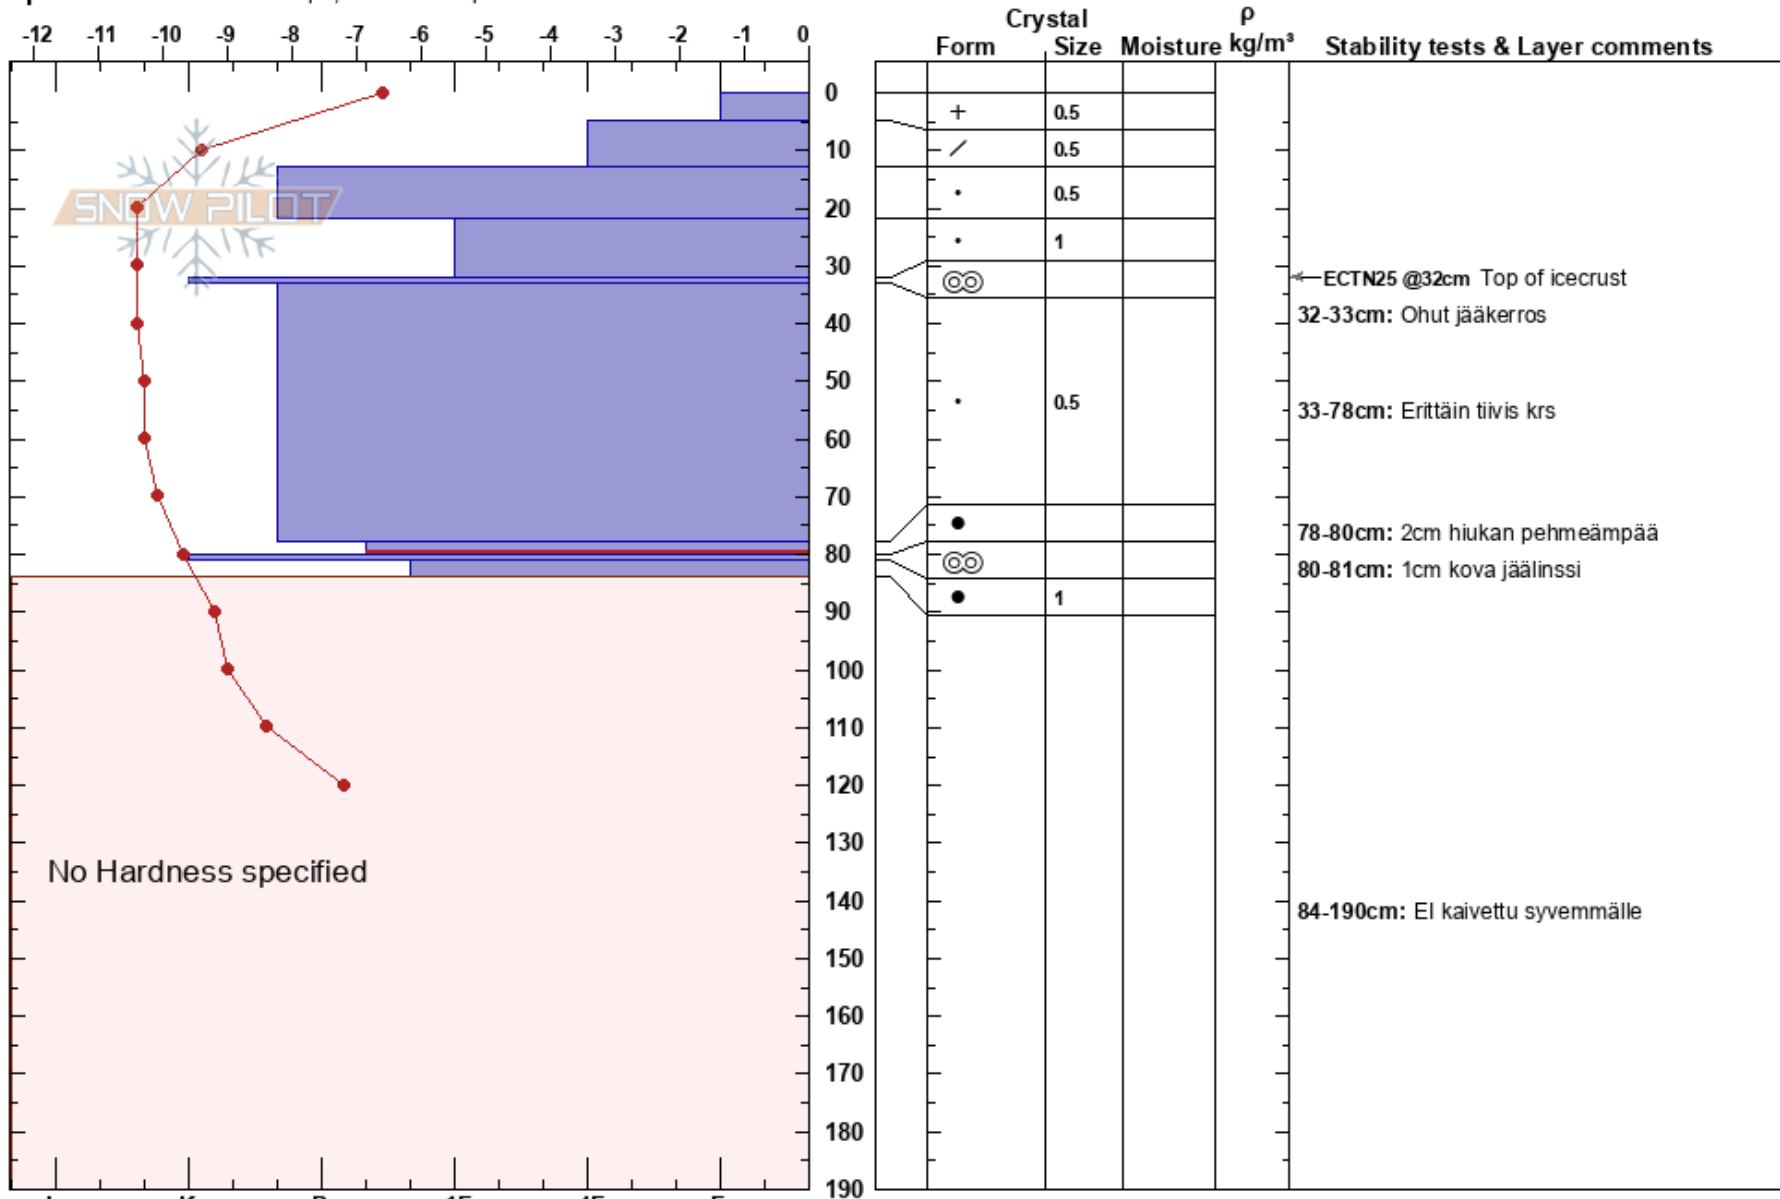 Crystal ρ
-12 -11 -10 -9 -8 -7 -6 -5 -4 -3 -2 -1 0 Form Size Moisture kg/m³ Stability tests & Layer comments
0
+ 0.5
10 / 0.5
SNOW PILOT
20 • 0.5
• 1
30 ECTN25 @32cm Top of icecrust
32-33cm: Ohut jääkerros
40
50 • 0.5
33-78cm: Erittäin tiivis krs
60
70
78-80cm: 2cm hiukan pehmeämpää
80
80-81cm: 1cm kova jäälinssi
1
90
100
110
120
130
No Hardness specified
140 84-190cm: EI kaivettu syvemmälle
150
160
170
180
190